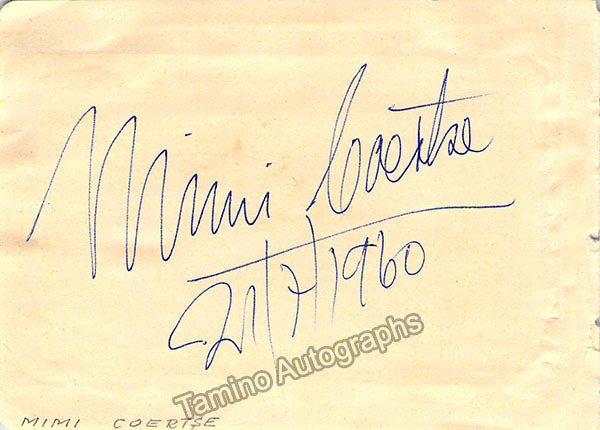 Mimi Coertse
21/7/1960
Tamino Autographs
MIMI COERTSE